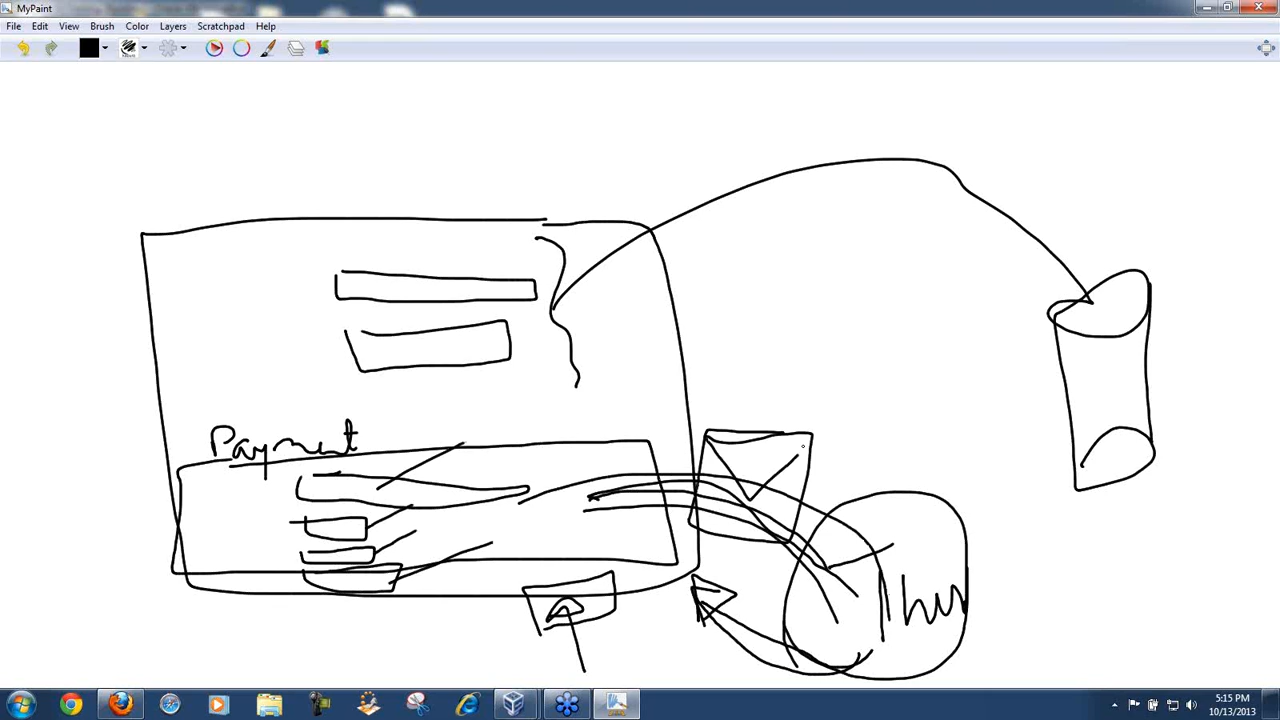 MyPaint
File Edit View Brush Color Layers Scratchpad Help
Payment
5:15 PM
10/13/2013